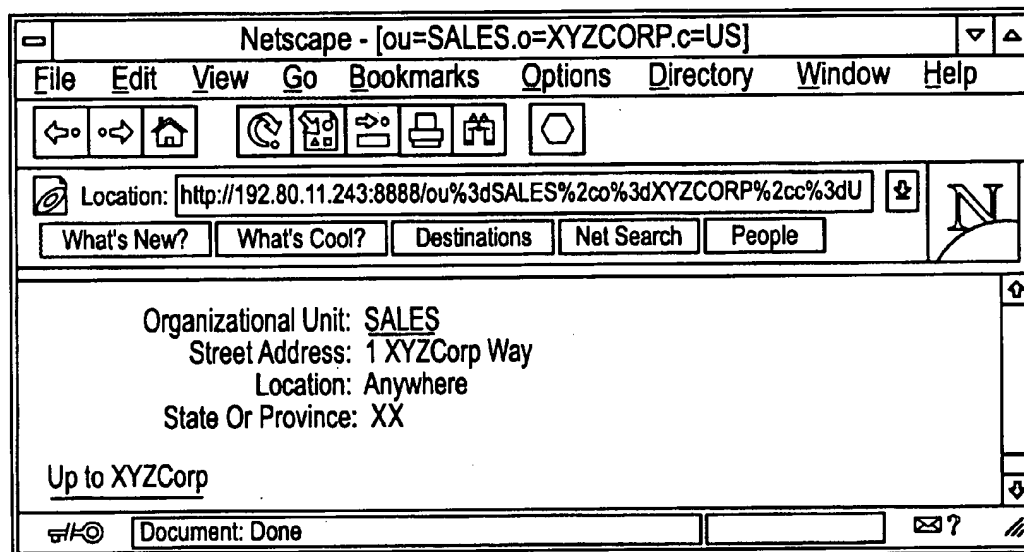 Netscape - [ou=SALES.o=XYZCORP.c=US]
File Edit View Go Bookmarks Options Directory Window Help
Location: http://192.80.11.243:8888/ou%3dSALES%2co%3dXYZCORP%2cc%3dU
N
What's New? What's Cool? Destinations Net Search People
Organizational Unit: SALES
Street Address: 1 XYZCorp Way
Location: Anywhere
State Or Province: XX
Up to XYZCorp
Document: Done
?